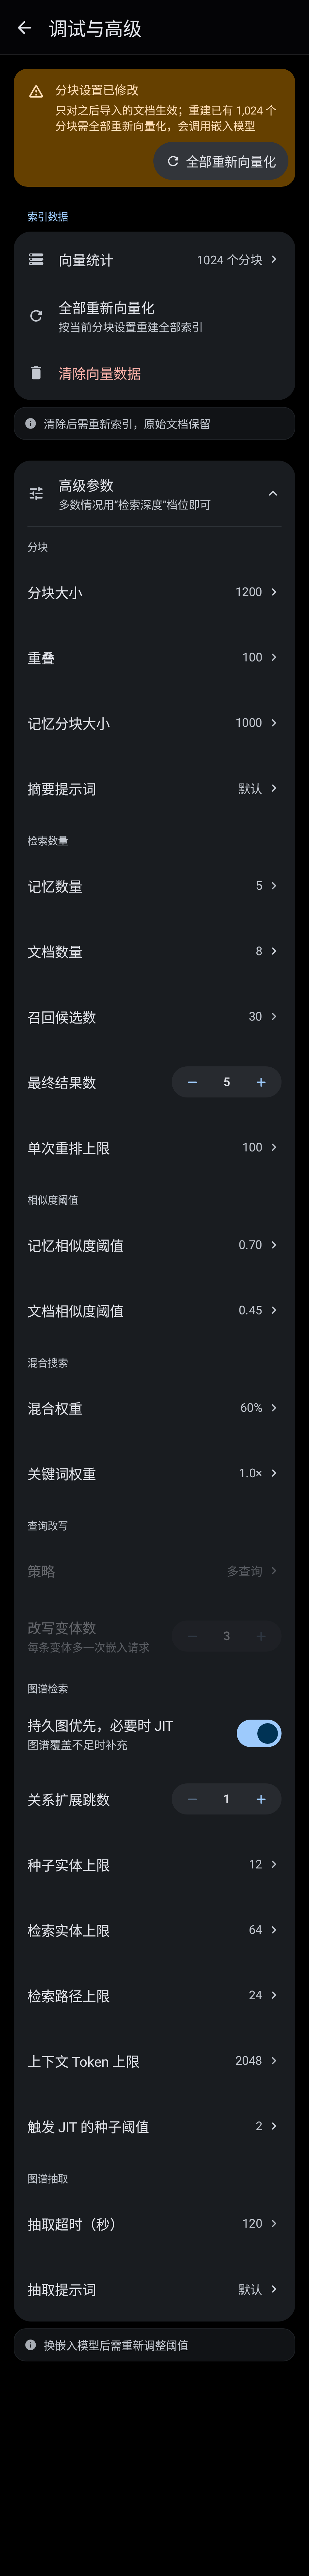 调试与高级
分块设置已修改
只对之后导入的文档生效；重建已有 1,024 个
分块需全部重新向量化，会调用嵌入模型
全部重新向量化
索引数据
向量统计 1024 个分块
全部重新向量化
按当前分块设置重建全部索引
清除向量数据
清除后需重新索引，原始文档保留
高级参数
多数情况用“检索深度”档位即可
分块
分块大小 1200
重叠 100
记忆分块大小 1000
摘要提示词 默认
检索数量
记忆数量 5
文档数量 8
召回候选数 30
最终结果数 − 5 +
单次重排上限 100
相似度阈值
记忆相似度阈值 0.70
文档相似度阈值 0.45
混合搜索
混合权重 60%
关键词权重 1.0×
查询改写
策略 多查询
改写变体数 − 3 +
每条变体多一次嵌入请求
图谱检索
持久图优先，必要时 JIT
图谱覆盖不足时补充
关系扩展跳数 − 1 +
种子实体上限 12
检索实体上限 64
检索路径上限 24
上下文 Token 上限 2048
触发 JIT 的种子阈值 2
图谱抽取
抽取超时（秒） 120
抽取提示词 默认
换嵌入模型后需重新调整阈值